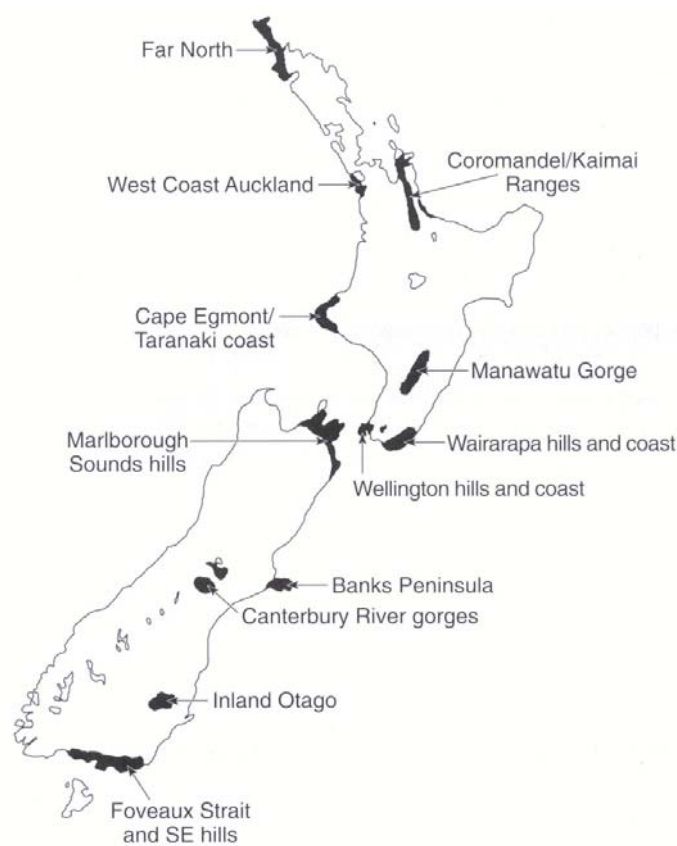 Far North
Coromandel/Kaimai
Ranges
West Coast Auckland
Cape Egmont/
Taranaki coast
Manawatu Gorge
Marlborough
Sounds hills
Wairarapa hills and coast
Wellington hills and coast
Banks Peninsula
Canterbury River gorges
Inland Otago
Foveaux Strait
and SE hills